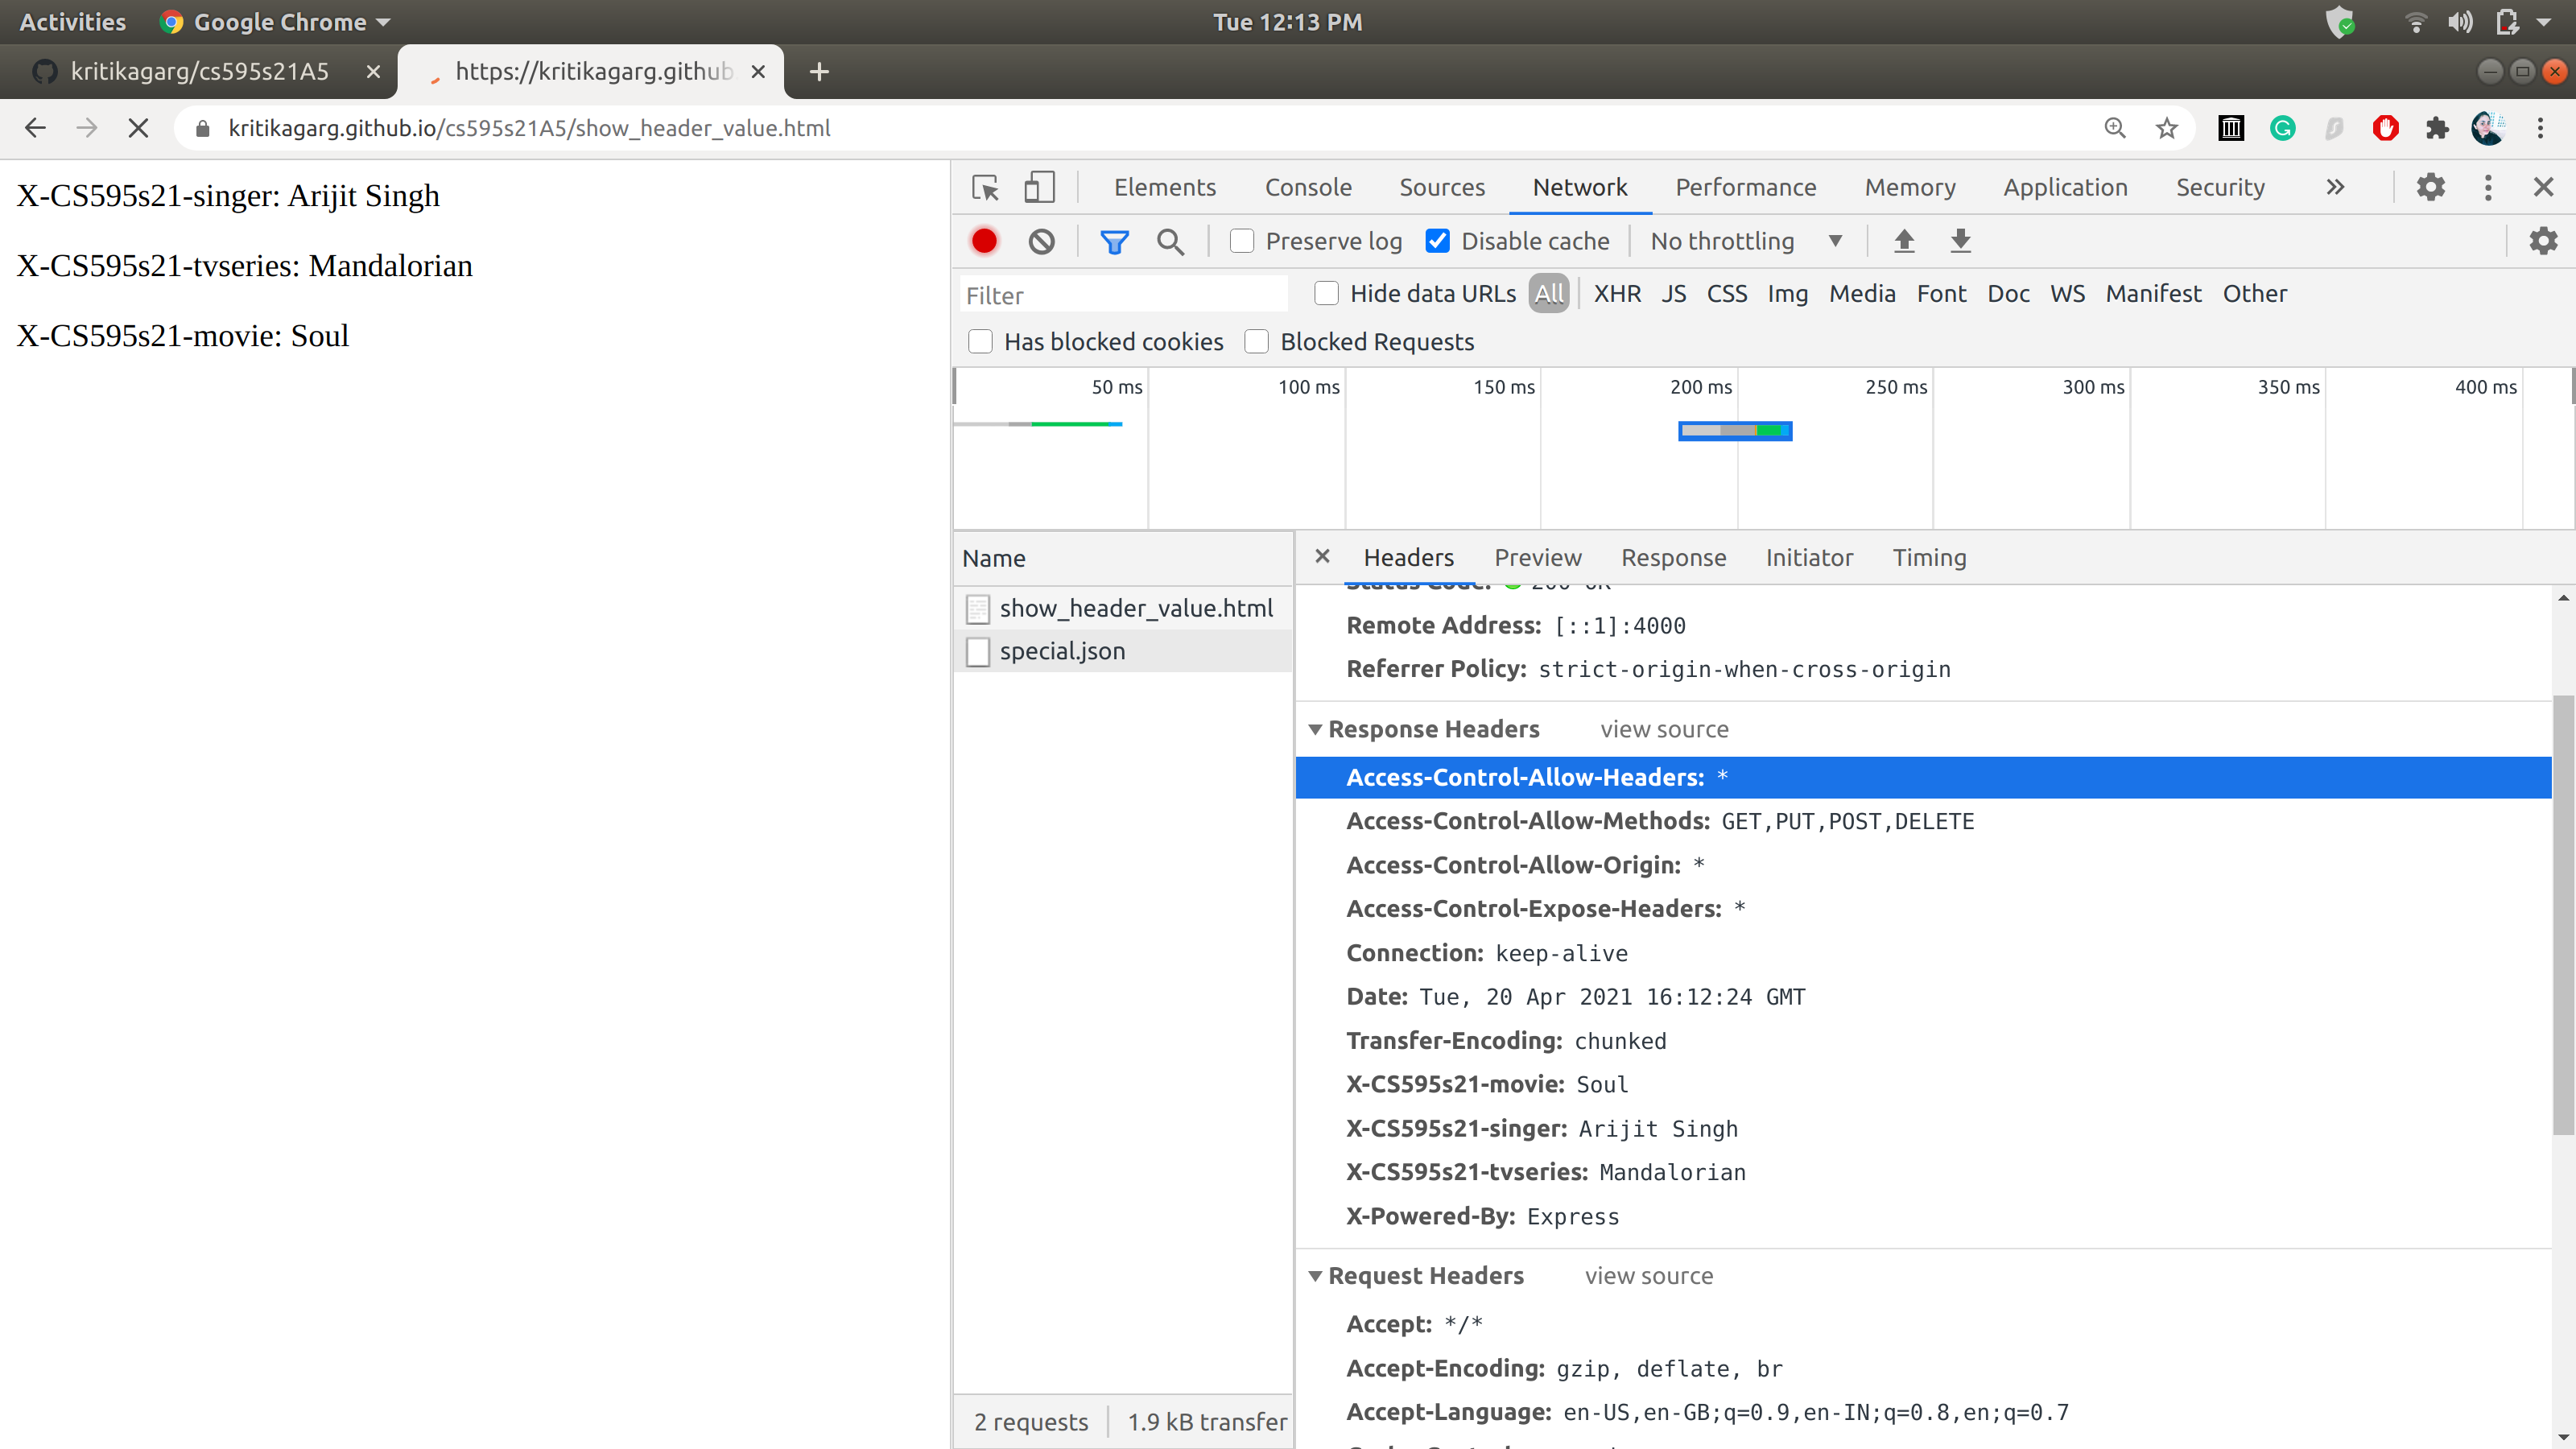 Activities Google Chrome Tue 12:13 PM
kritikagarg/cs595s21A5 https://kritikagarg.github
kritikagarg.github.io/cs595s21A5/show_header_value.html
X-CS595s21-singer: Arijit Singh
X-CS595s21-tvseries: Mandalorian
X-CS595s21-movie: Soul
Elements Console Sources Network Performance Memory Application Security
Preserve log Disable cache No throttling
Filter Hide data URLs All XHR JS CSS Img Media Font Doc WS Manifest Other
Has blocked cookies Blocked Requests
50 ms 100 ms 150 ms 200 ms 250 ms 300 ms 350 ms 400 ms
Name
show_header_value.html
special.json
2 requests 1.9 kB transfer
Headers Preview Response Initiator Timing
Status Code: 200 OK
Remote Address: [::1]:4000
Referrer Policy: strict-origin-when-cross-origin
Response Headers view source
Access-Control-Allow-Headers: *
Access-Control-Allow-Methods: GET,PUT,POST,DELETE
Access-Control-Allow-Origin: *
Access-Control-Expose-Headers: *
Connection: keep-alive
Date: Tue, 20 Apr 2021 16:12:24 GMT
Transfer-Encoding: chunked
X-CS595s21-movie: Soul
X-CS595s21-singer: Arijit Singh
X-CS595s21-tvseries: Mandalorian
X-Powered-By: Express
Request Headers view source
Accept: */*
Accept-Encoding: gzip, deflate, br
Accept-Language: en-US,en-GB;q=0.9,en-IN;q=0.8,en;q=0.7